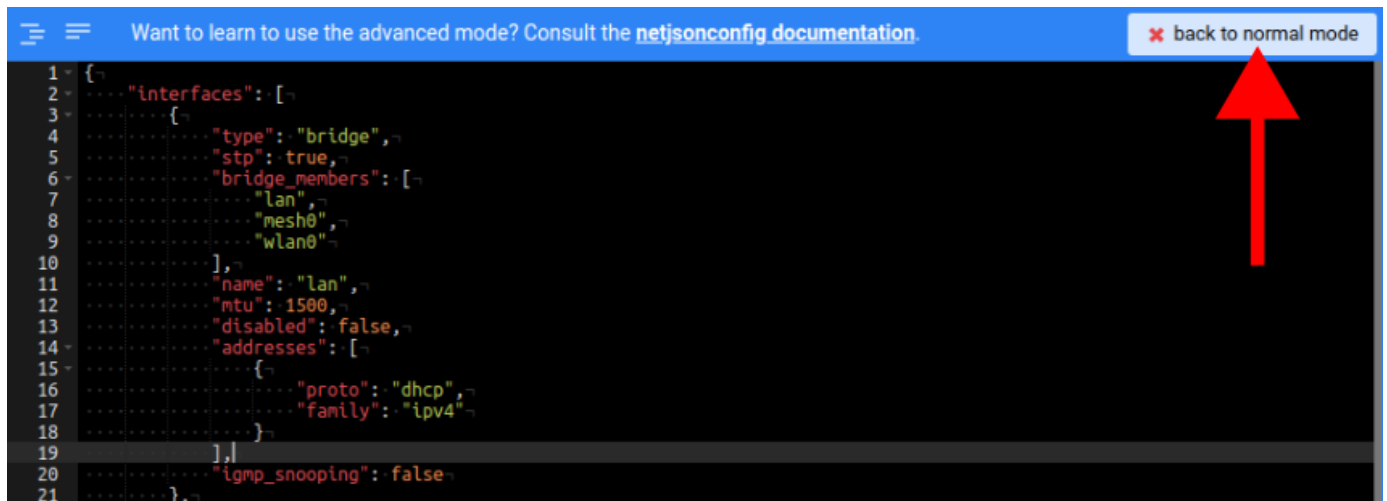 Want to learn to use the advanced mode? Consult the netjsonconfig documentation.
✖ back to normal mode
1 {
2 "interfaces": [
3 {
4 "type": "bridge",
5 "stp": true,
6 "bridge_members": [
7 "lan",
8 "mesh0",
9 "wlan0"
10 ],
11 "name": "lan",
12 "mtu": 1500,
13 "disabled": false,
14 "addresses": [
15 {
16 "proto": "dhcp",
17 "family": "ipv4"
18 }
19 ],
20 "igmp_snooping": false
21 },